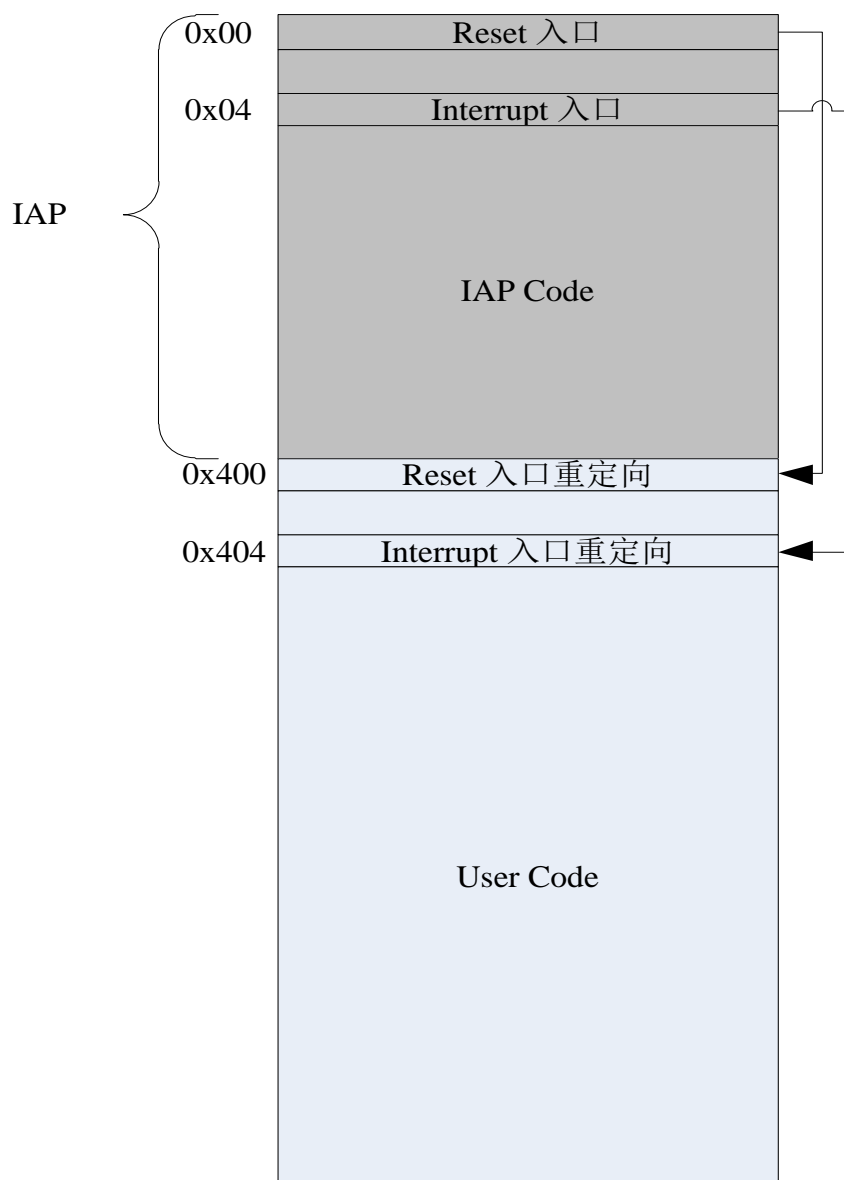 0x00
Reset 入口
0x04
Interrupt 入口
IAP
IAP Code
0x400
Reset 入口重定向
0x404
Interrupt 入口重定向
User Code